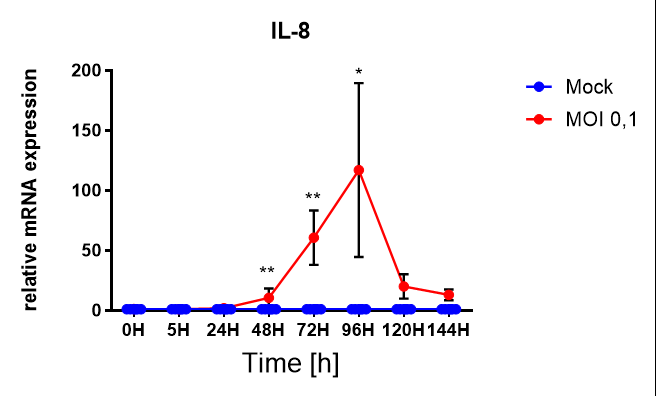 IL-8
relative mRNA expression
200
150
100
50
0
**
**
*
0H 5H 24H 48H 72H 96H 120H 144H
Time [h]
Mock
MOI 0,1